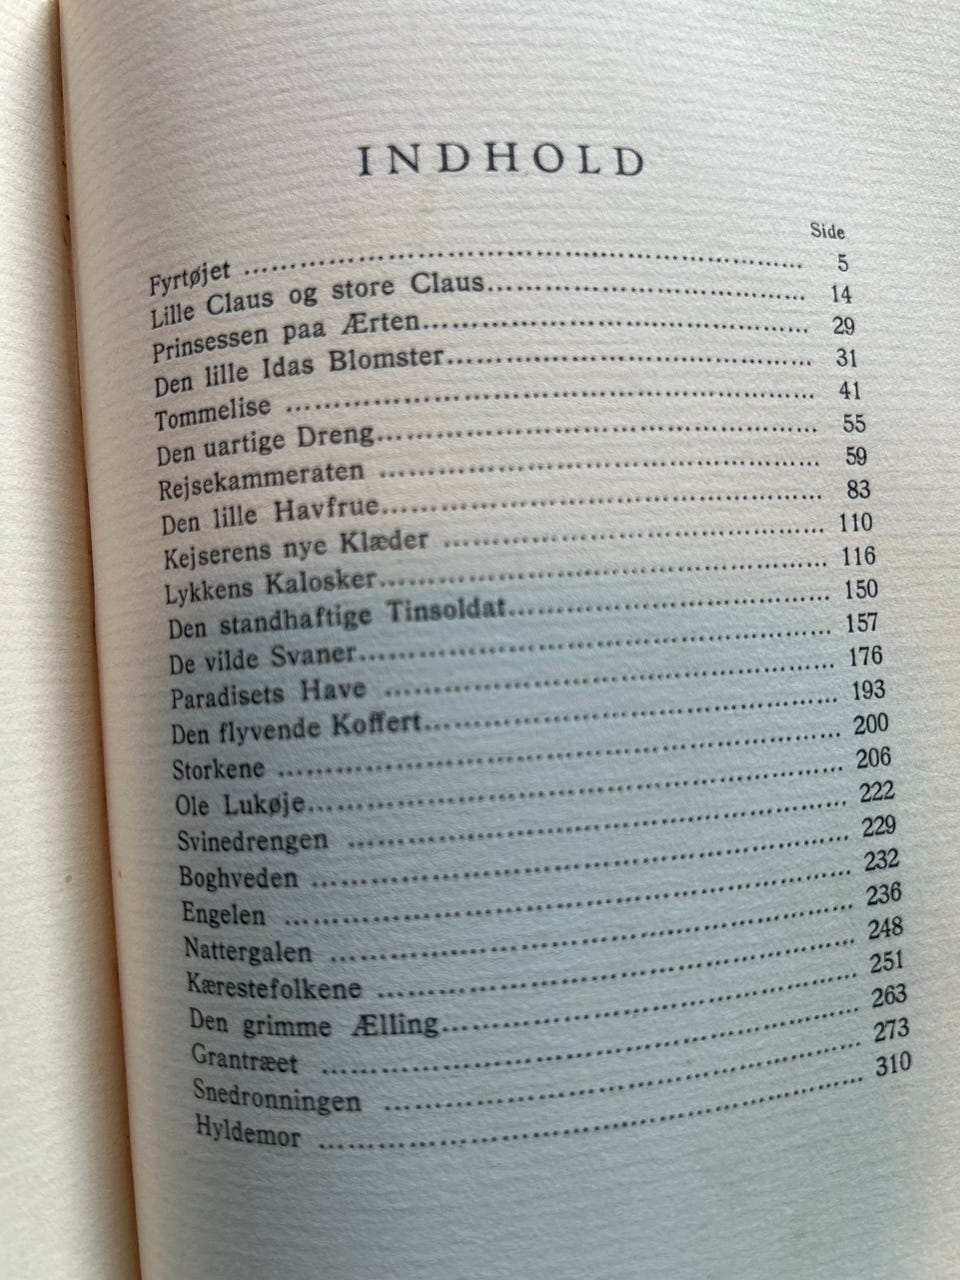 INDHOLD
Side
Fyrtøjet 5
Lille Claus og store Claus 14
Prinsessen paa Ærten 29
Den lille Idas Blomster 31
Tommelise 41
Den uartige Dreng 55
Rejsekammeraten 59
Den lille Havfrue 83
Kejserens nye Klæder 110
Lykkens Kalosker 116
Den standhaftige Tinsoldat 150
De vilde Svaner 157
Paradisets Have 176
Den flyvende Koffert 193
Storkene 200
Ole Lukøje 206
Svinedrengen 222
Boghveden 229
Engelen 232
Nattergalen 236
Kærestefolkene 248
Den grimme Ælling 251
Grantræet 263
Snedronningen 273
Hyldemor 310